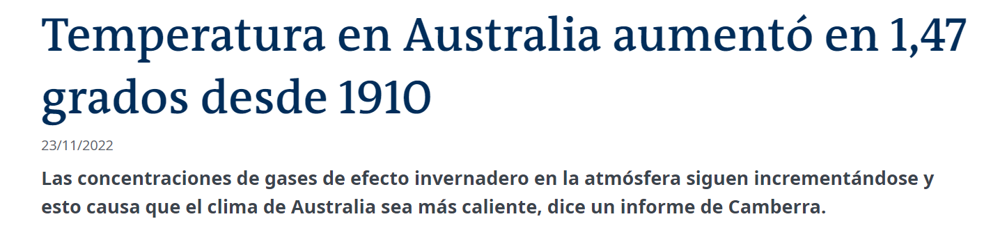 Temperatura en Australia aumentó en 1,47
grados desde 1910
23/11/2022
Las concentraciones de gases de efecto invernadero en la atmósfera siguen incrementándose y
esto causa que el clima de Australia sea más caliente, dice un informe de Camberra.